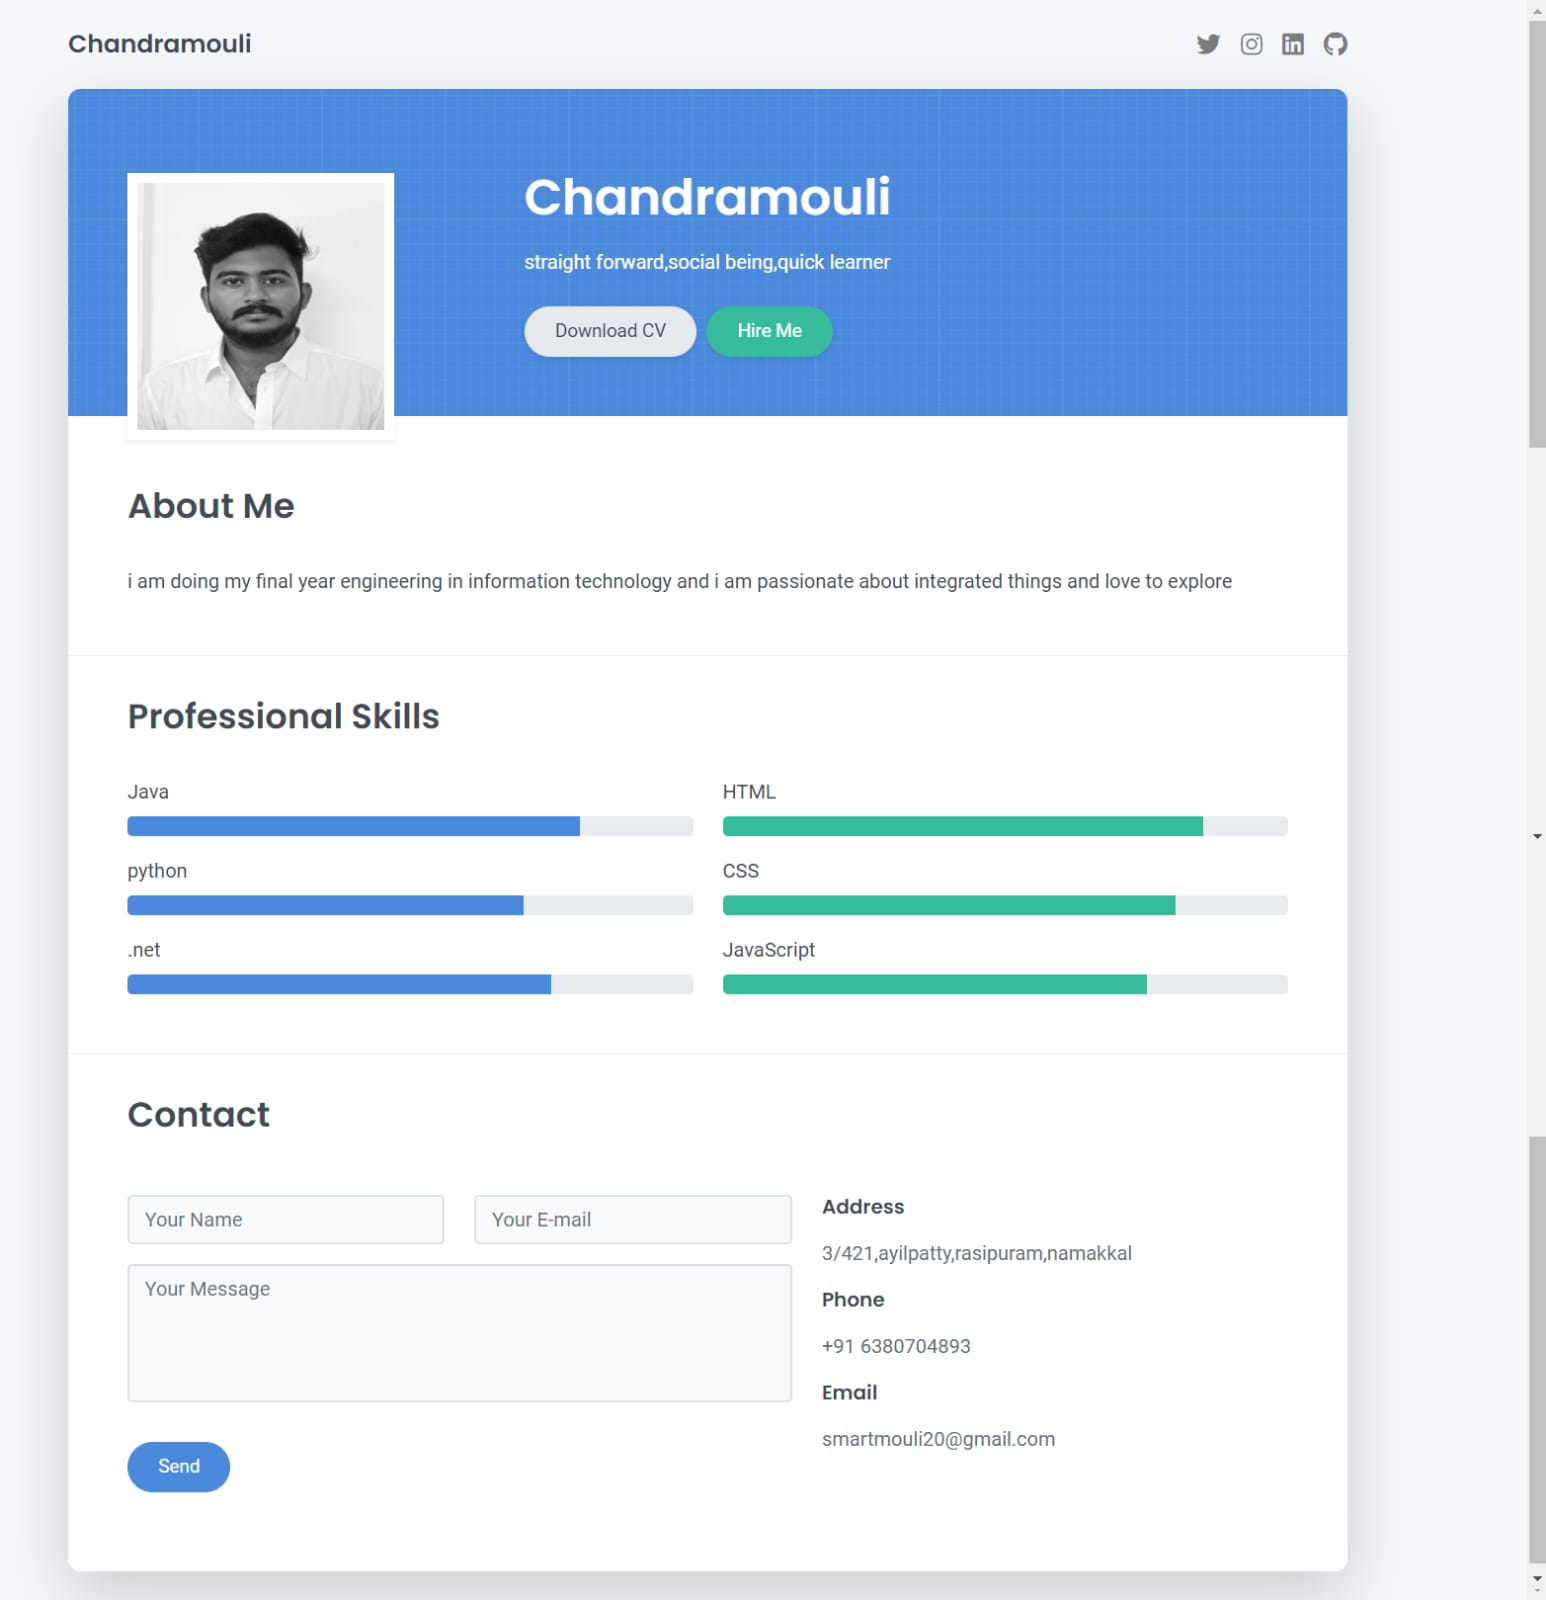 Chandramouli
Chandramouli
straight forward,social being,quick learner
Download CV
Hire Me
About Me
i am doing my final year engineering in information technology and i am passionate about integrated things and love to explore
Professional Skills
Java
HTML
python
CSS
.net
JavaScript
Contact
Your Name
Your E-mail
Your Message
Send
Address
3/421,ayilpatty,rasipuram,namakkal
Phone
+91 6380704893
Email
smartmouli20@gmail.com